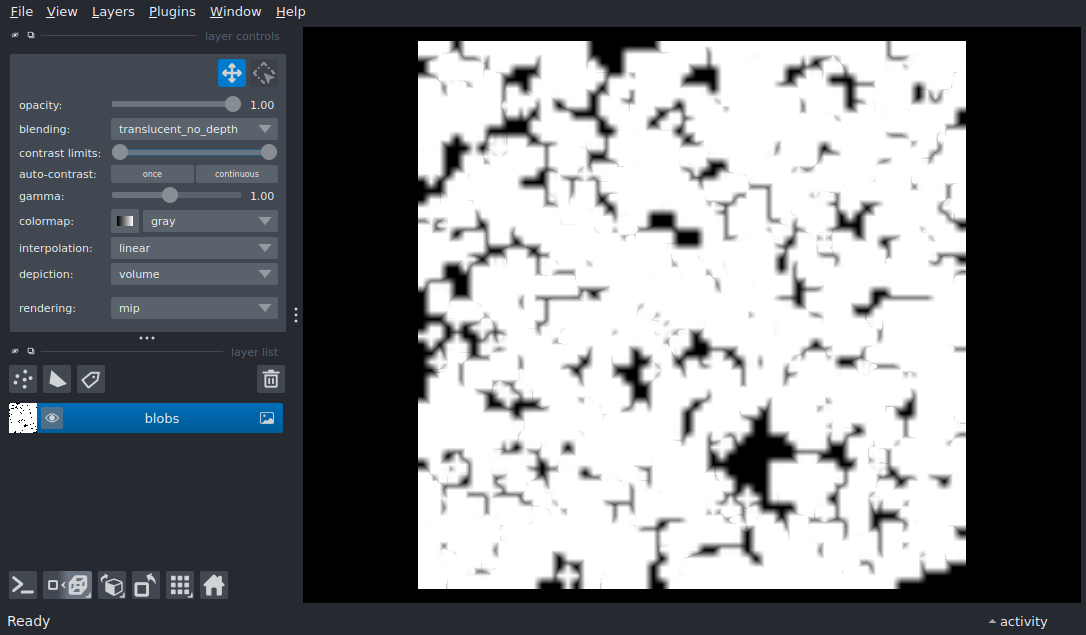 File View Layers Plugins Window Help
layer controls
opacity: 1.00
blending: translucent_no_depth
contrast limits:
auto-contrast: once continuous
gamma: 1.00
colormap: gray
interpolation: linear
depiction: volume
rendering: mip
layer list
blobs
Ready activity